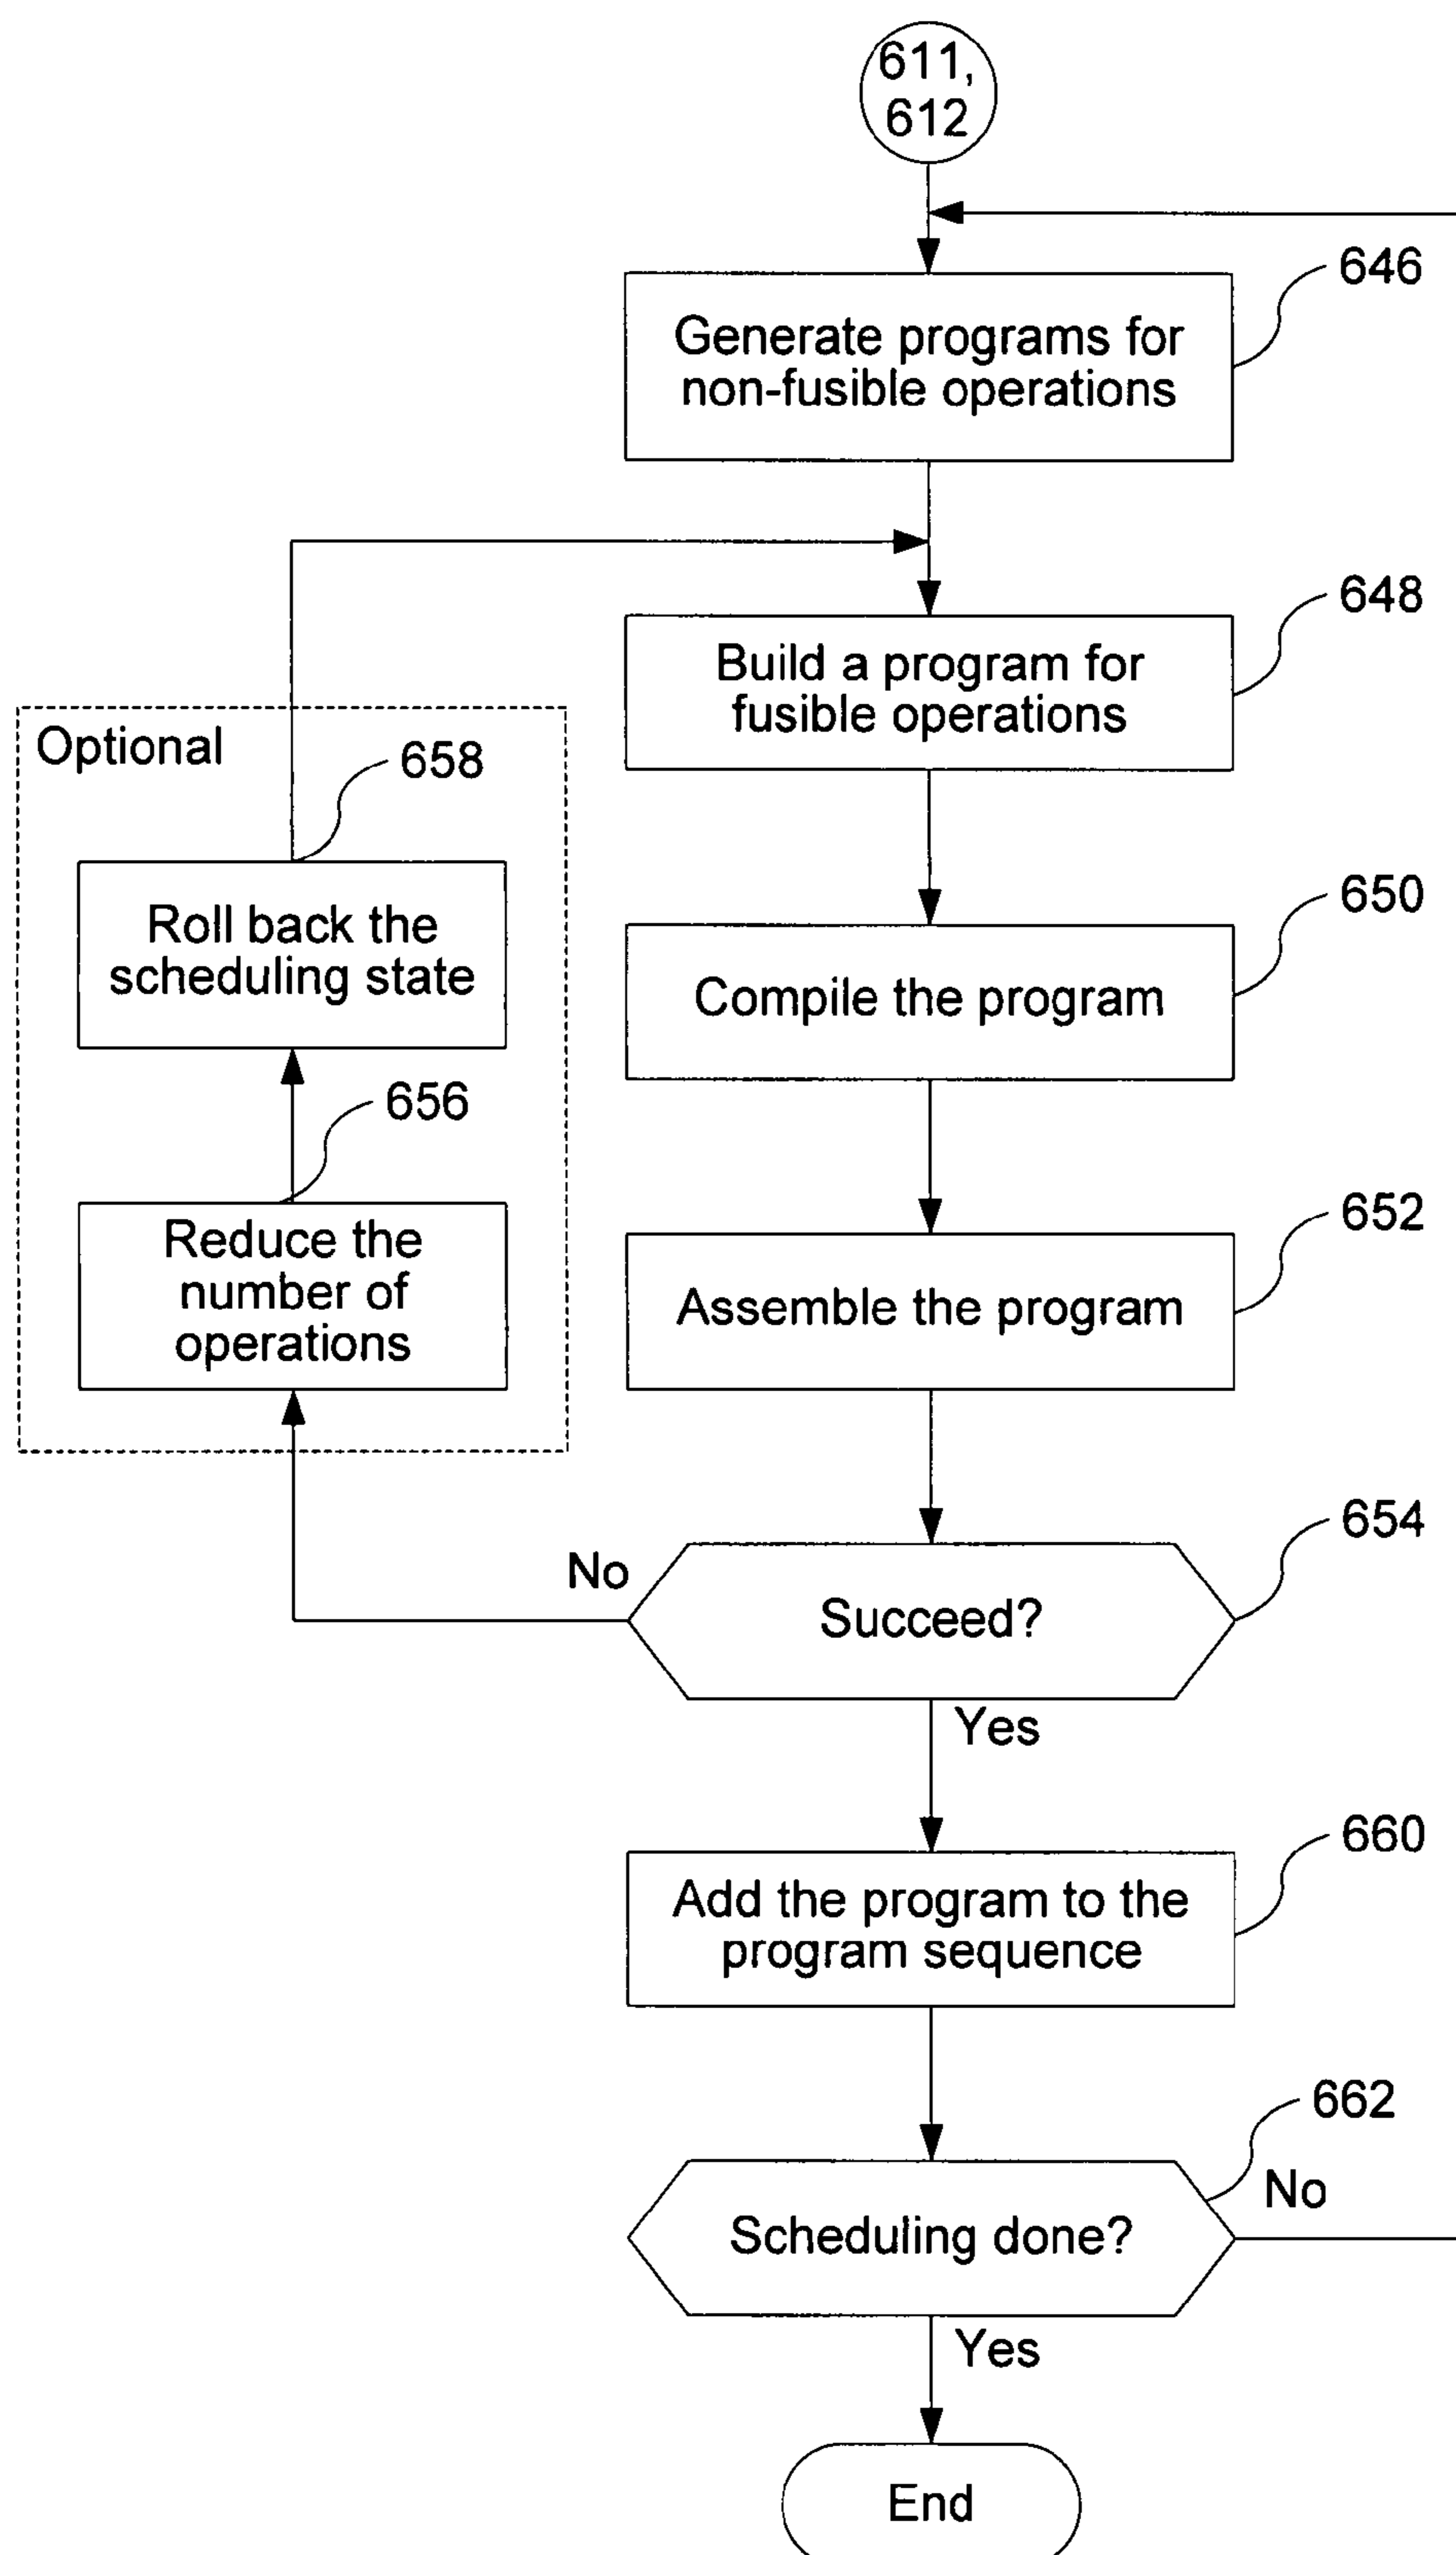 611,
612
646
Generate programs for
non-fusible operations
648
Build a program for
fusible operations
Optional
658
650
Roll back the
scheduling state
Compile the program
656
652
Reduce the
number of
operations
Assemble the program
654
No
Succeed?
Yes
660
Add the program to the
program sequence
662
No
Scheduling done?
Yes
End